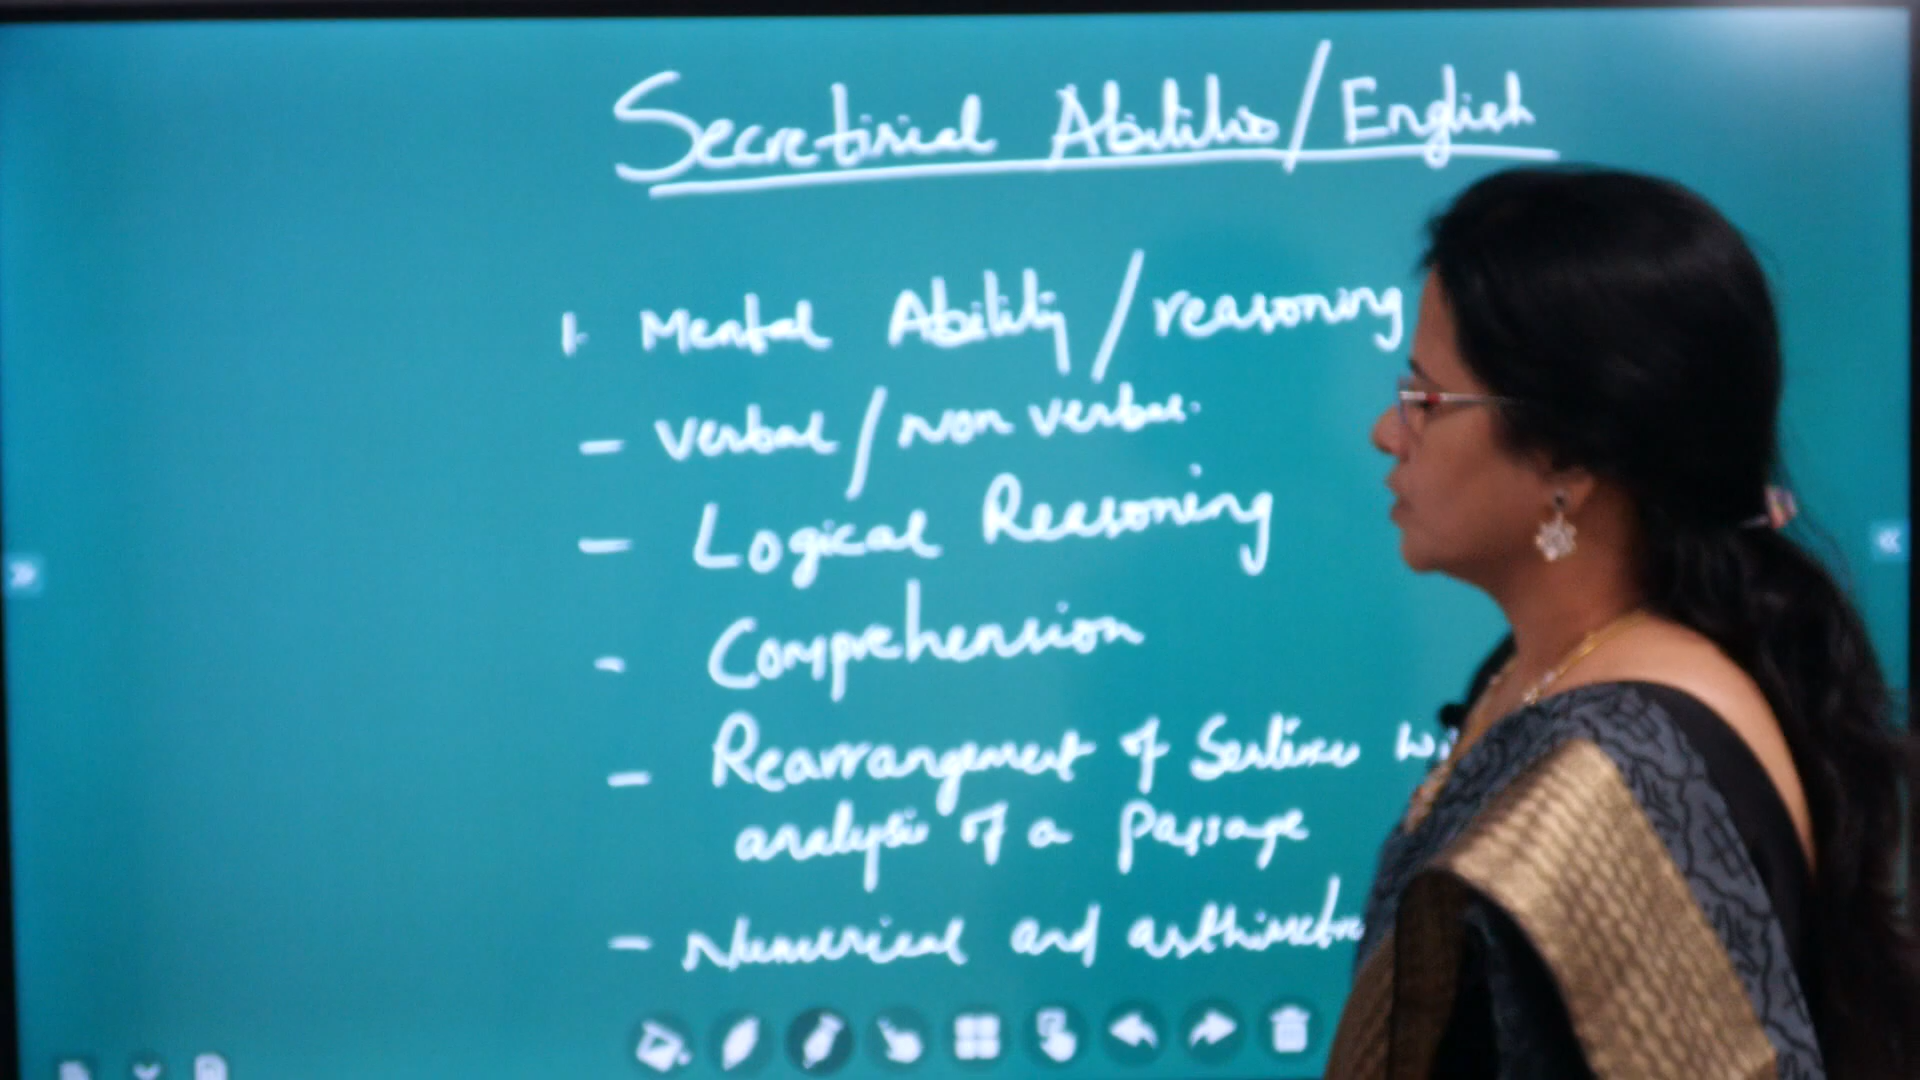 Secretirial Abilities/English
1. Mental Ability/reasoning
- Verbal/non verbal.
- Logical Reasoning
- Comprehension
- Rearrangement of Sentences
analysis of a Passage
- Numerical and